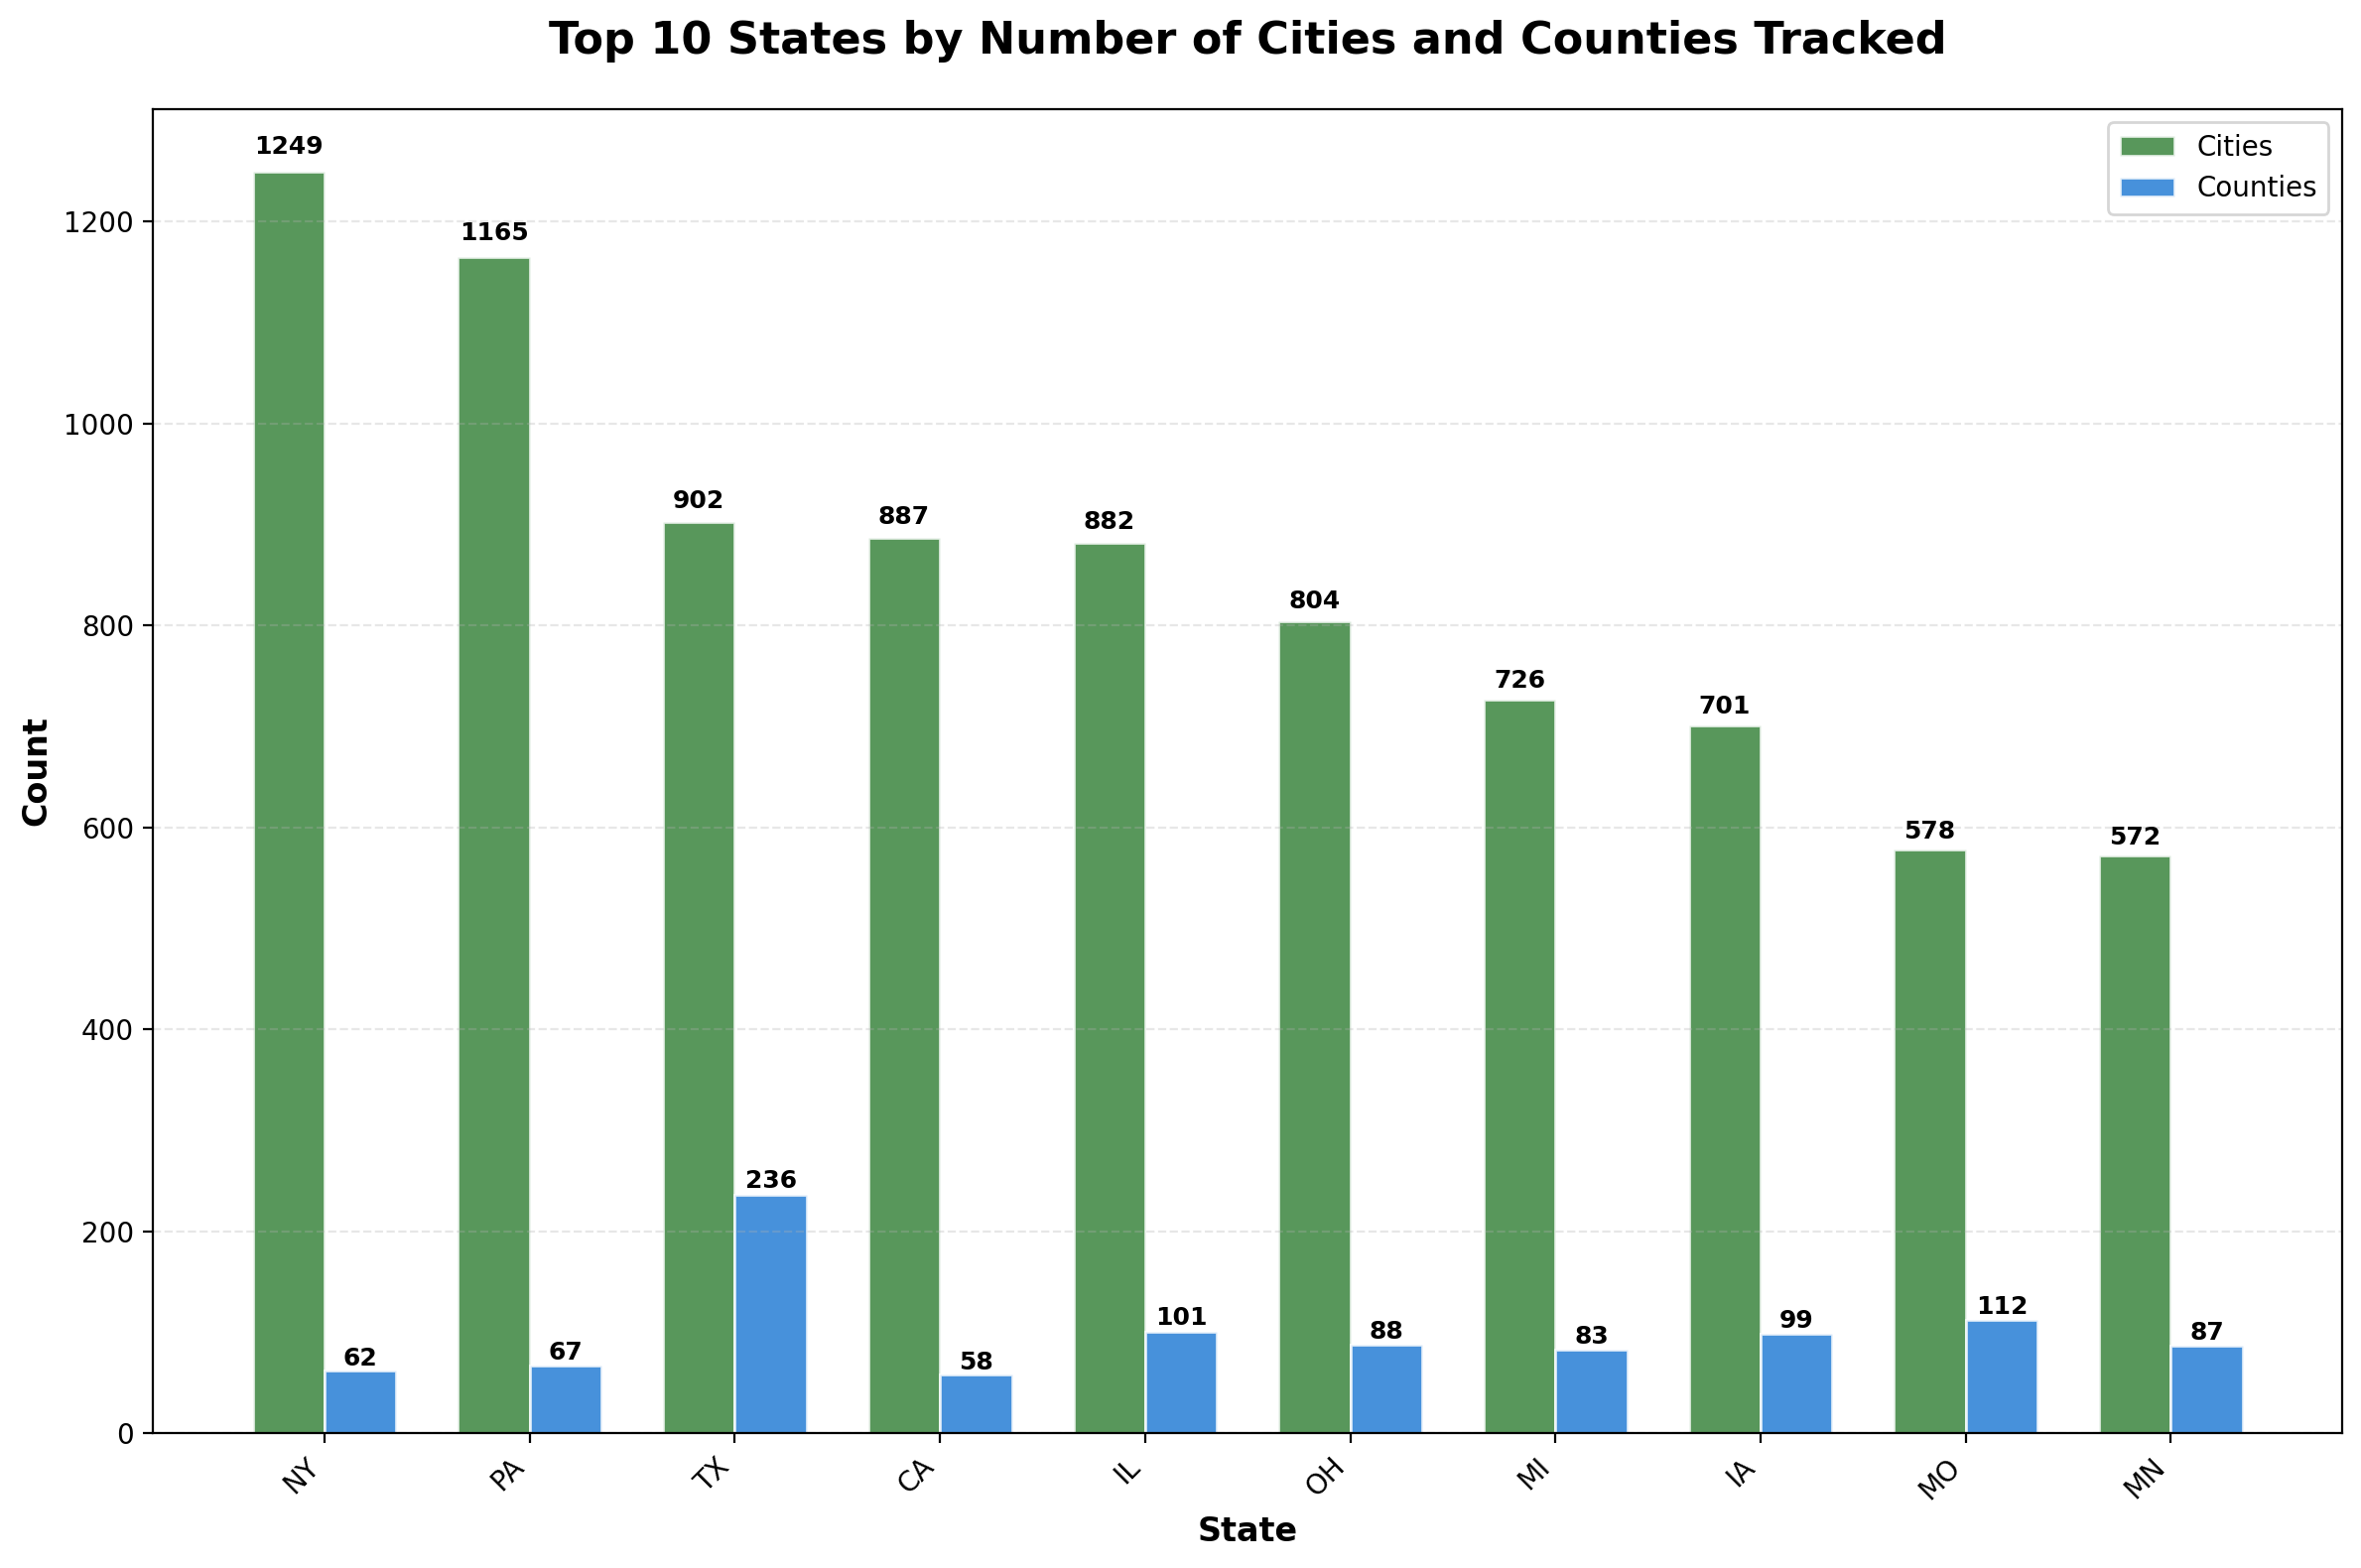 Top 10 States by Number of Cities and Counties Tracked
Cities
Counties
Count
1200
1000
800
600
400
200
0
1249
62
1165
67
902
236
887
58
882
101
804
88
726
83
701
99
578
112
572
87
NY
PA
TX
CA
IL
OH
MI
IA
MO
MN
State